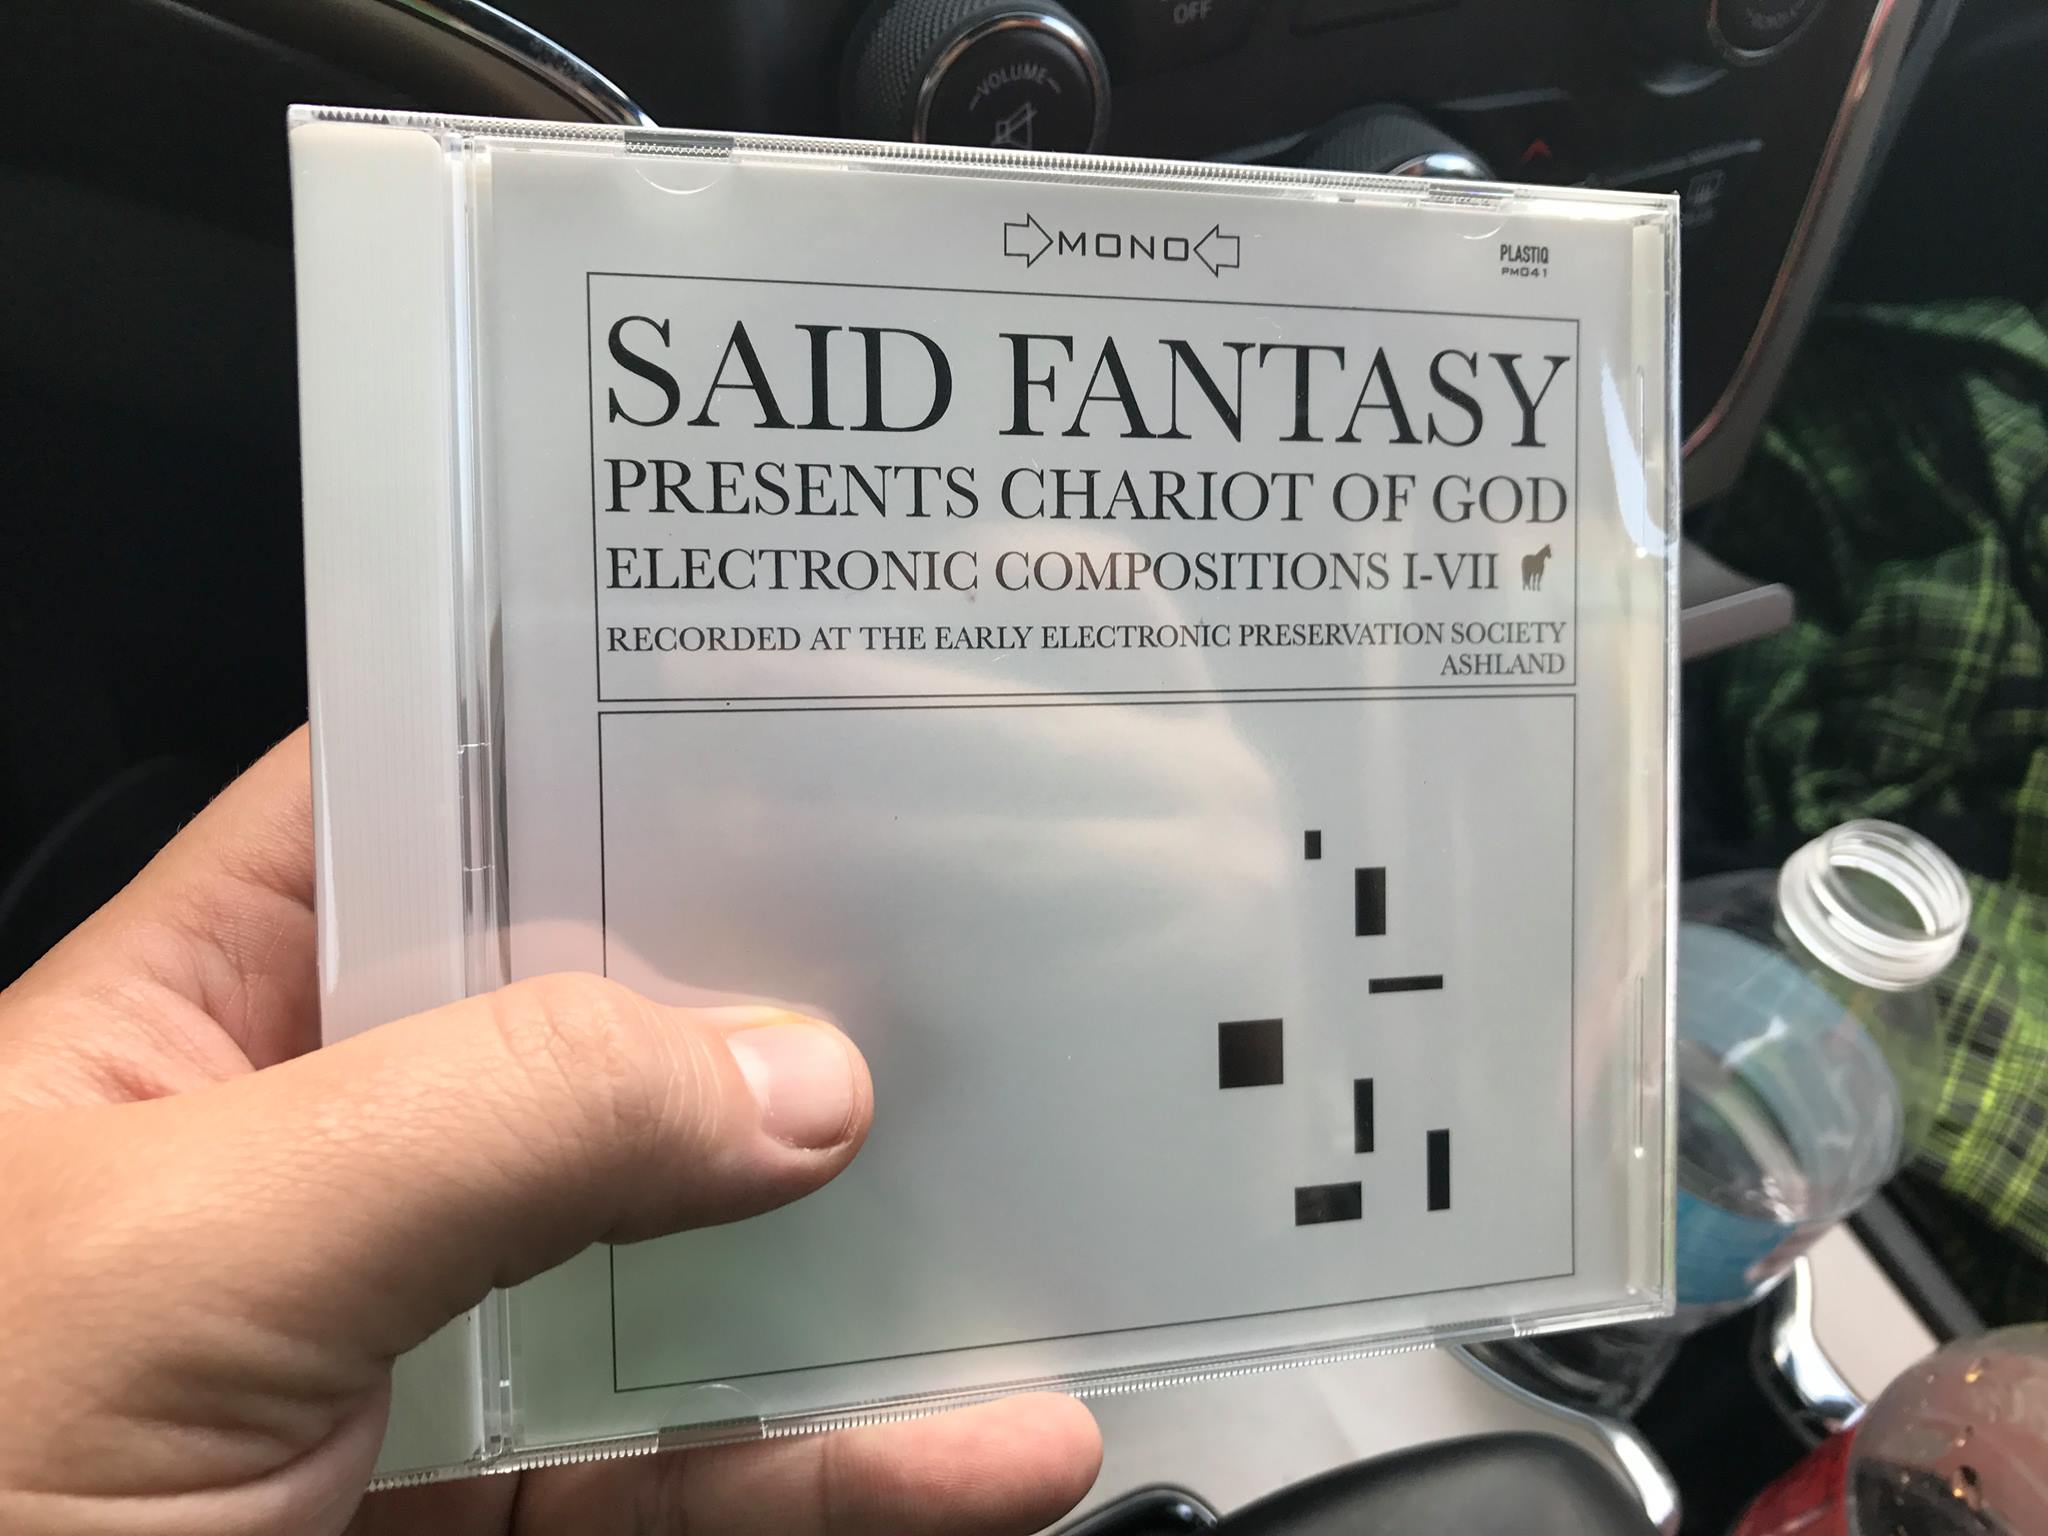 OFF
VOLUME
MONO
PLASTIQ
PM041
SAID FANTASY
PRESENTS CHARIOT OF GOD
ELECTRONIC COMPOSITIONS I-VII
RECORDED AT THE EARLY ELECTRONIC PRESERVATION SOCIETY
ASHLAND